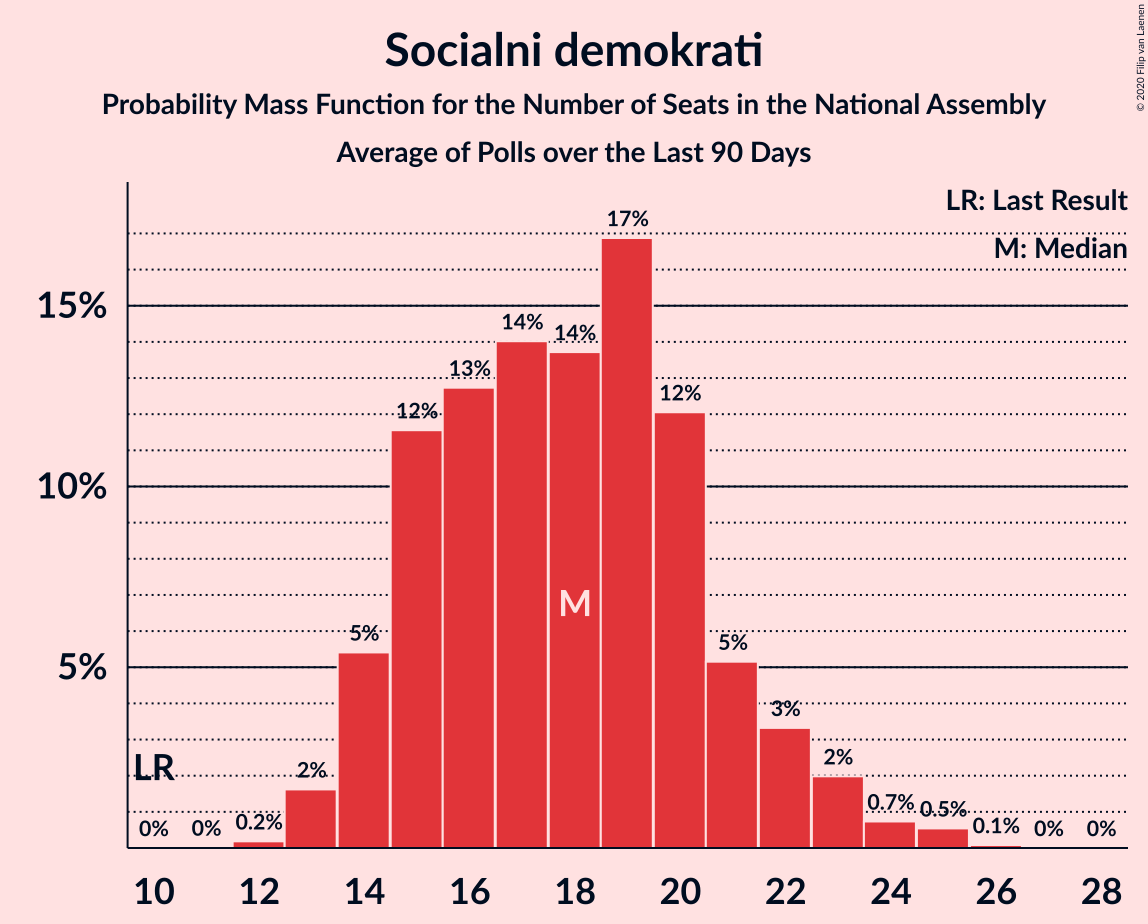 Socialni demokrati
Probability Mass Function for the Number of Seats in the National Assembly
Average of Polls over the Last 90 Days
© 2020 Filip van Laenen
LR: Last Result
M: Median
17%
15%
14%
14%
13%
12%
12%
10%
M
5%
5%
5%
3%
LR
2%
2%
0% 0% 0.2% 0.7% 0.5% 0.1% 0% 0%
10 12 14 16 18 20 22 24 26 28